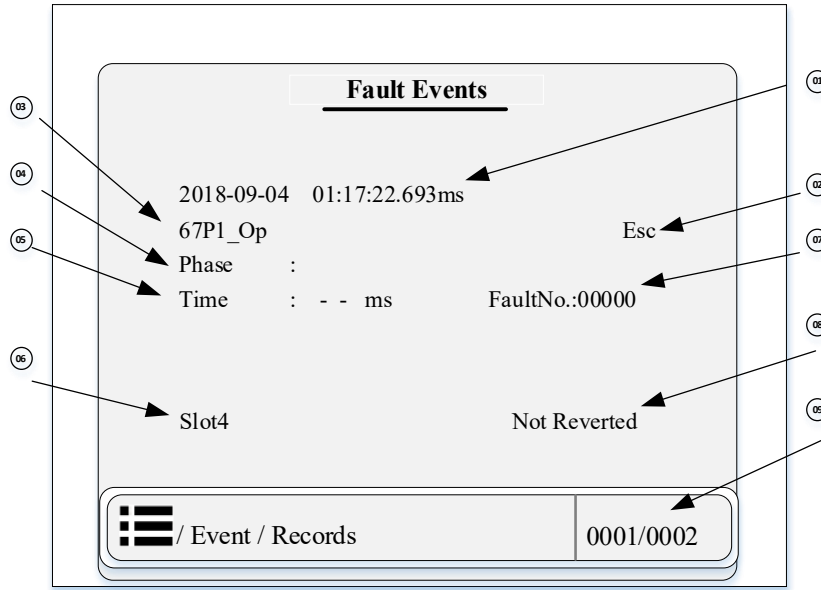 Fault Events
01
03
2018-09-04 01:17:22.693ms
04
02
67P1_Op
Esc
05
07
Phase :
Time : - - ms FaultNo.:00000
08
06
09
Slot4 Not Reverted
/ Event / Records 0001/0002